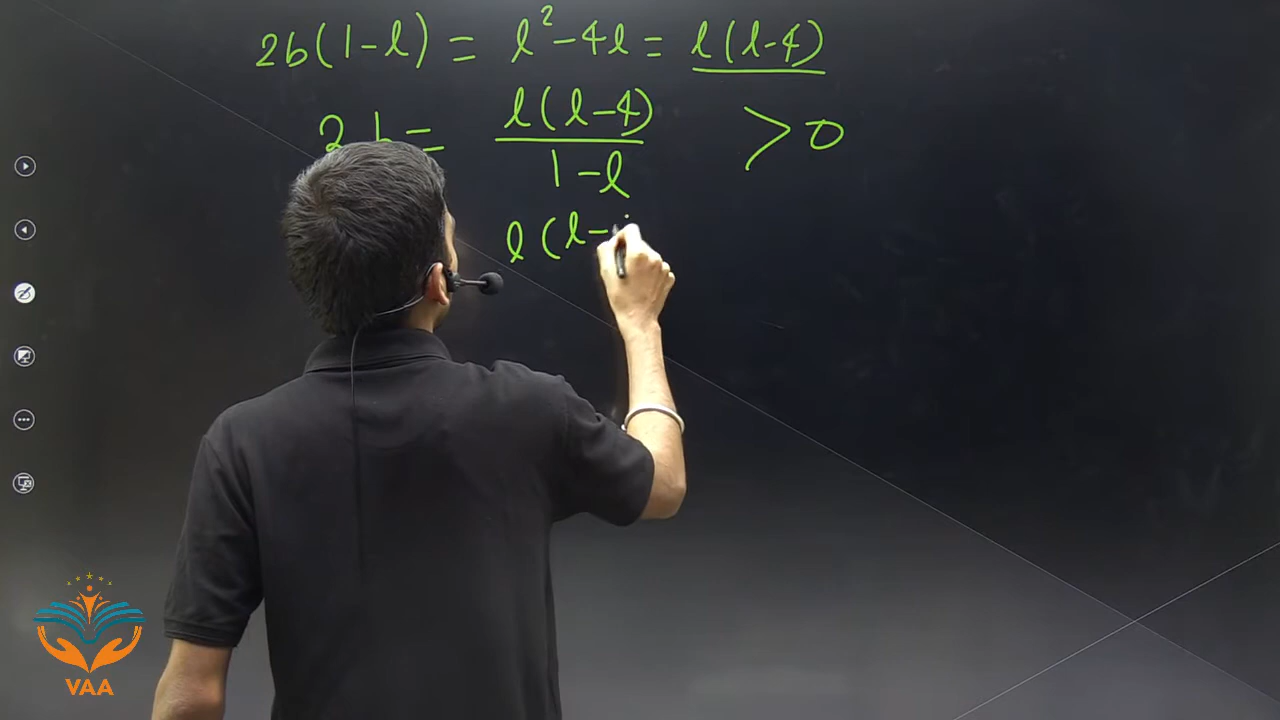 2b(1-l) = l²-4l = l(l-4)
2b = l(l-4) / 1-l > 0
l(l-
VAA